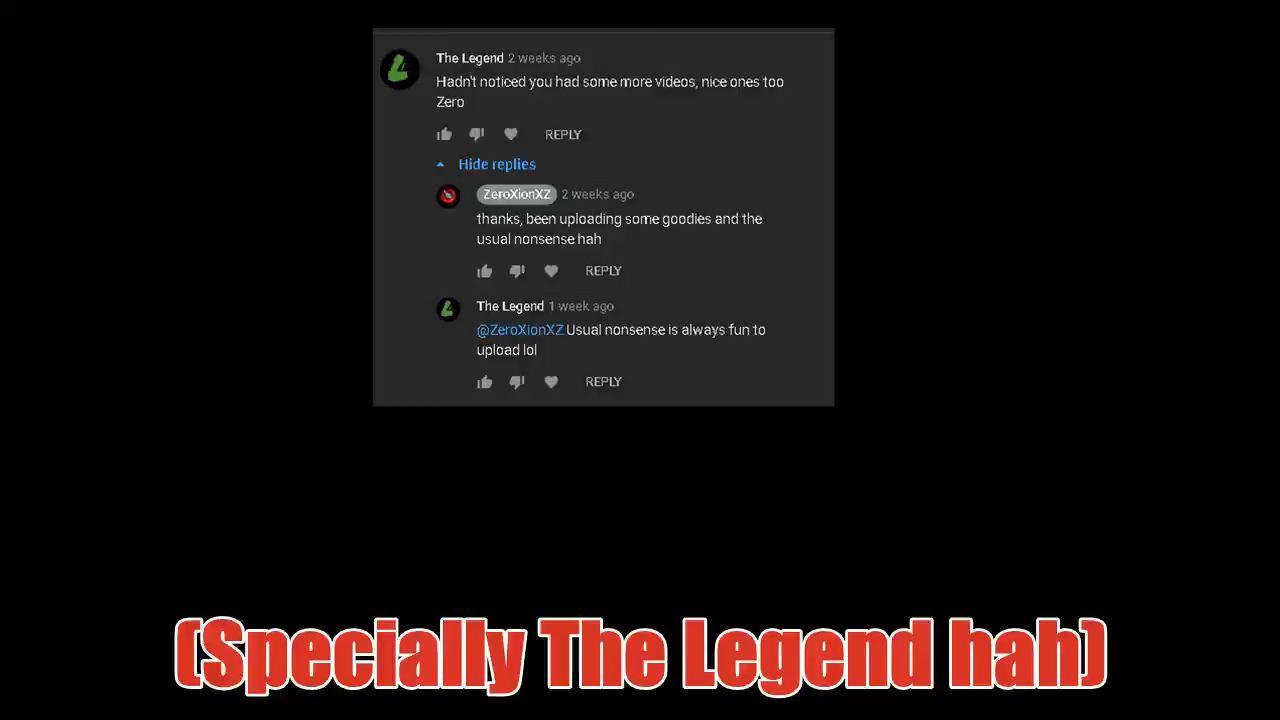 The Legend 2 weeks ago
Hadn't noticed you had some more videos, nice ones too
Zero
REPLY
Hide replies
ZeroXionXZ 2 weeks ago
thanks, been uploading some goodies and the
usual nonsense hah
REPLY
The Legend 1 week ago
@ZeroXionXZ Usual nonsense is always fun to
upload lol
REPLY
(Specially The Legend hah)